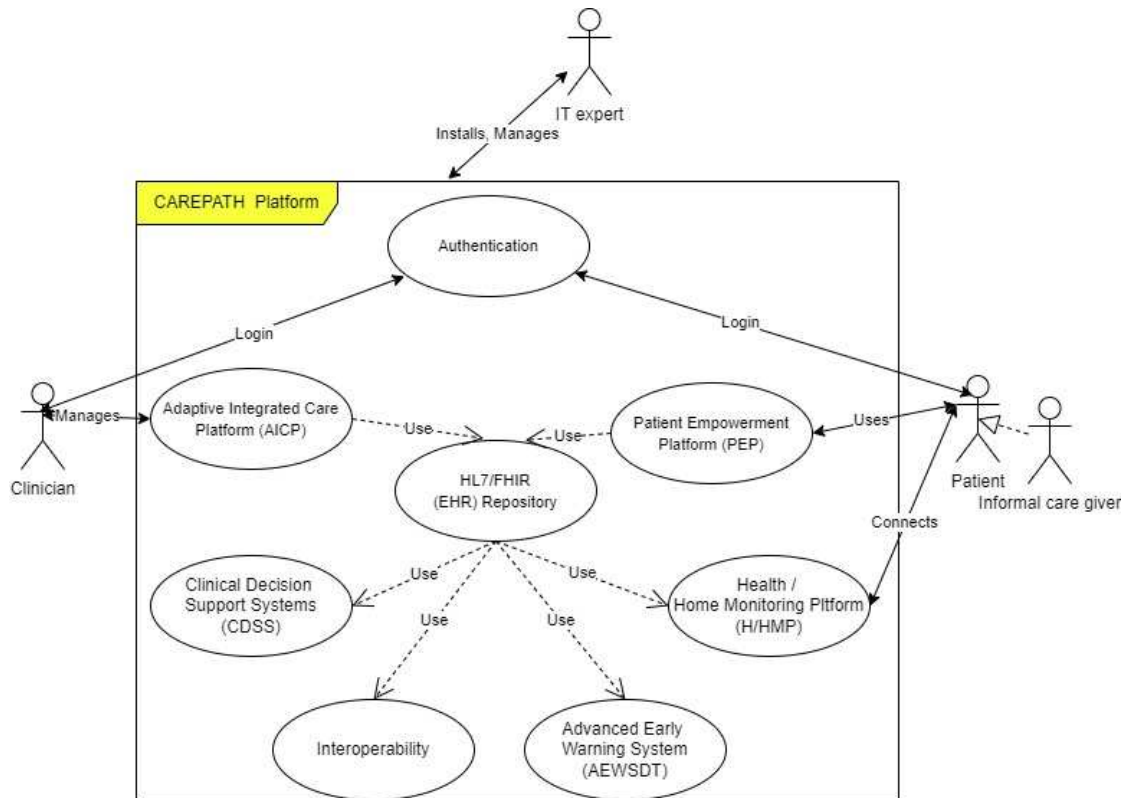 IT expert
Installs, Manages
CAREPATH Platform
Authentication
Login
Login
Manages
Adaptive Integrated Care
Platform (AICP)
Use
Use
Patient Empowerment
Platform (PEP)
Uses
Clinician
HL7/FHIR
(EHR) Repository
Patient
Informal care giver
Connects
Clinical Decision
Support Systems
(CDSS)
Use
Use
Use
Use
Health /
Home Monitoring Pltform
(H/HMP)
Interoperability
Advanced Early
Warning System
(AEWSDT)